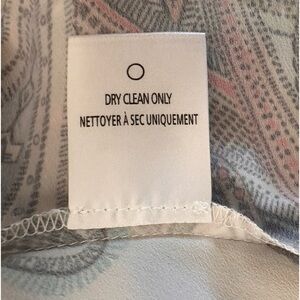 DRY CLEAN ONLY
NETTOYER À SEC UNIQUEMENT